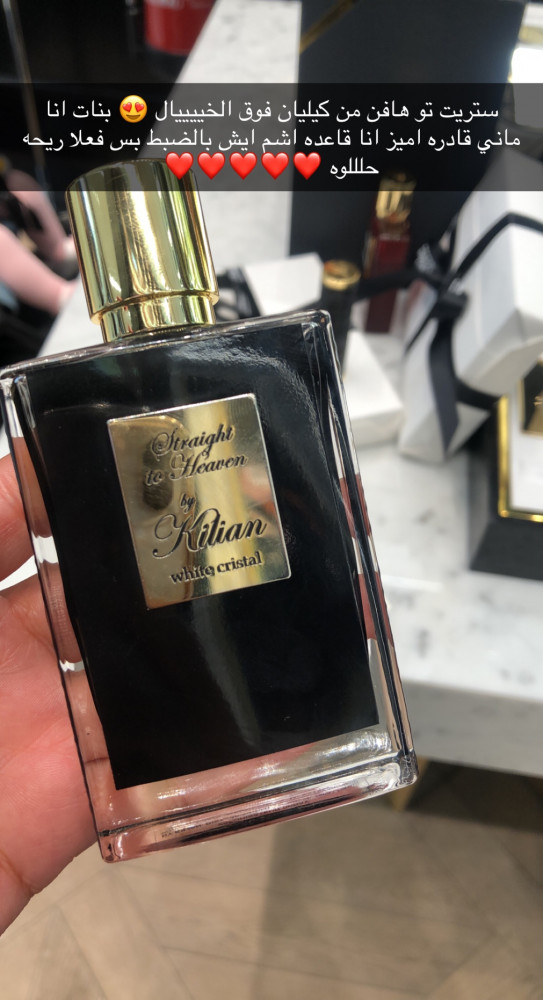 ستريت تو هافن من كيليان فوق الخيييييال 😍 بنات انا
ماني قادره اميز انا قاعده اشم ايش بالضبط بس فعلا ريحه
حلللوه ❤️❤️❤️❤️❤️
Straight
to Heaven
by
Kilian
white cristal